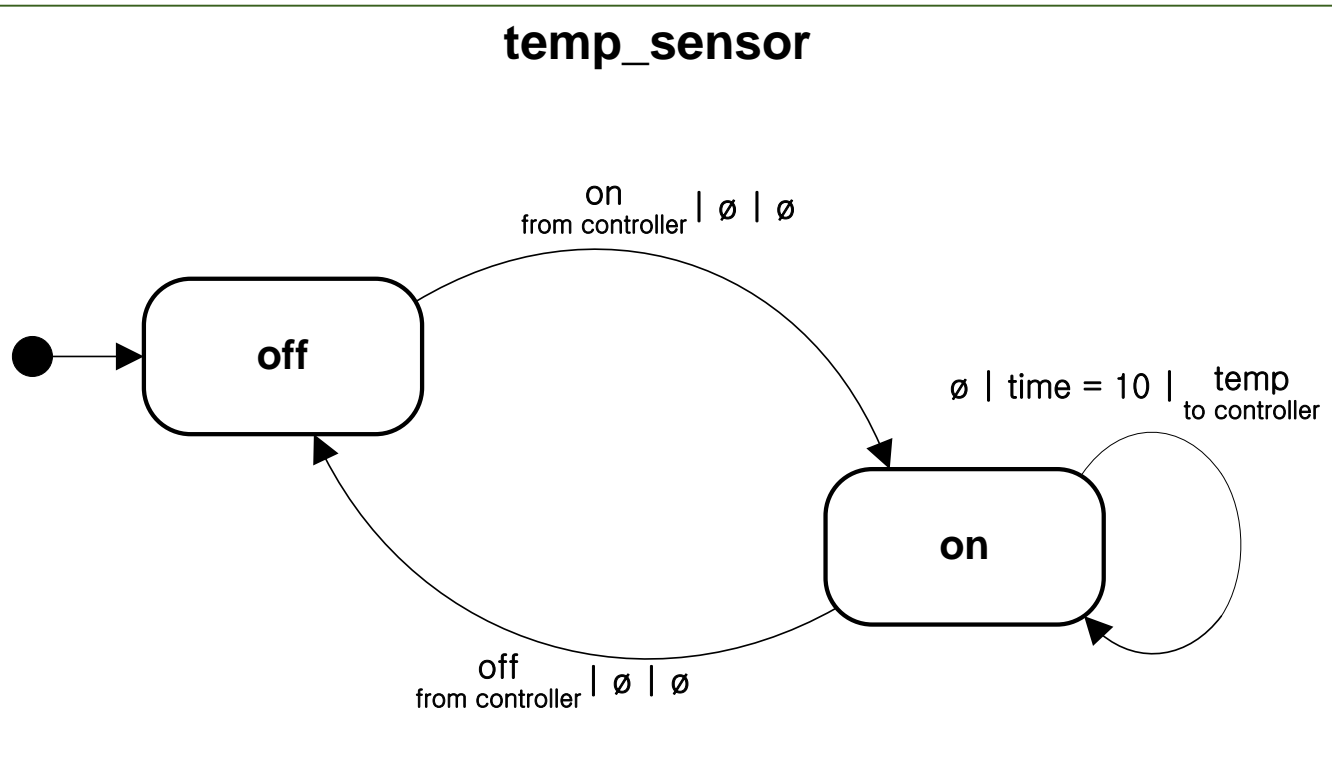 temp_sensor
on
from controller | ø | ø
off
ø | time = 10 | temp
to controller
on
off
from controller | ø | ø